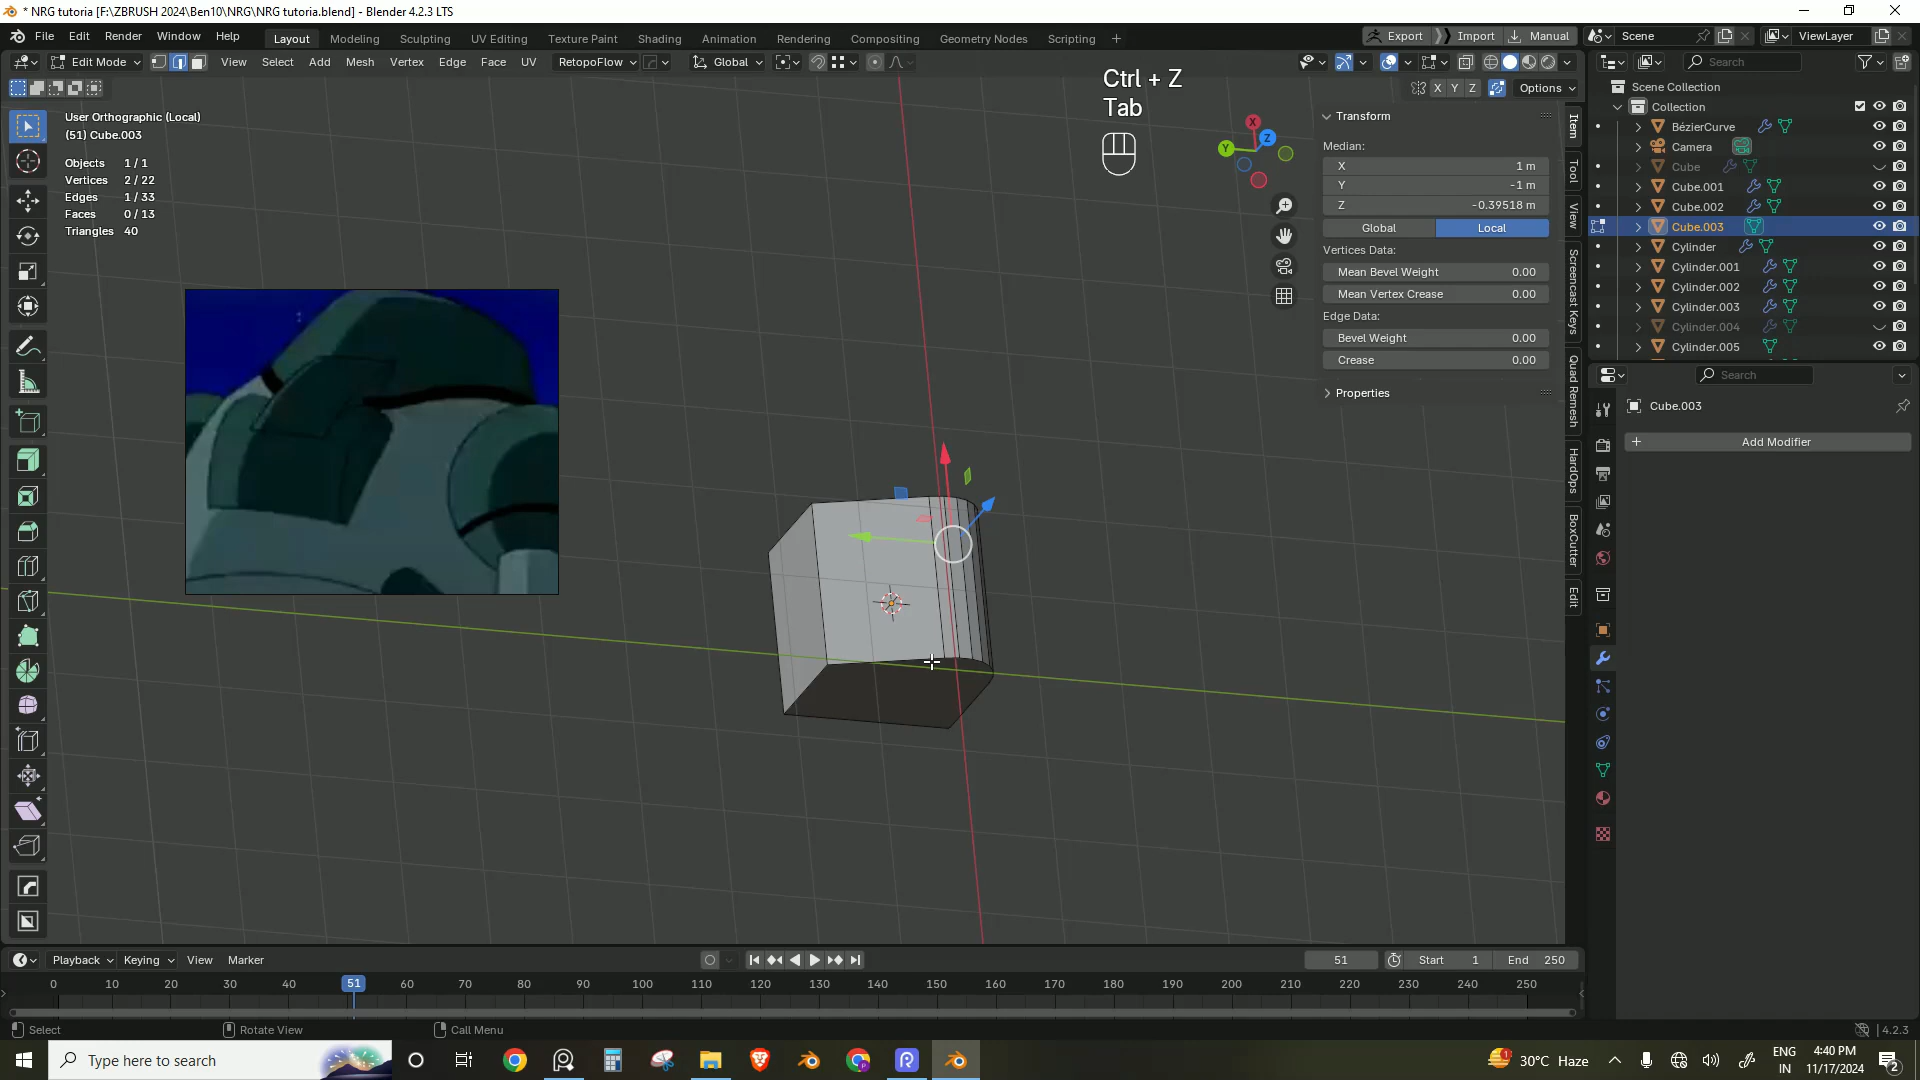 * NRG tutoria [F:\ZBRUSH 2024\Ben10\NRG\NRG tutoria.blend] - Blender 4.2.3 LTS
File Edit Render Window Help Layout Modeling Sculpting UV Editing Texture Paint Shading Animation Rendering Compositing Geometry Nodes Scripting + Export Import Manual Scene ViewLayer
Edit Mode View Select Add Mesh Vertex Edge Face UV RetopoFlow Global Search
X Y Z Options
Ctrl + Z
Tab
User Orthographic (Local)
(51) Cube.003
Objects 1 / 1
Vertices 2 / 22
Edges 1 / 33
Faces 0 / 13
Triangles 40
X
Y
Z
Transform
Median:
X 1 m
Y -1 m
Z -0.39518 m
Global Local
Vertices Data:
Mean Bevel Weight 0.00
Mean Vertex Crease 0.00
Edge Data:
Bevel Weight 0.00
Crease 0.00
Properties
Item
Tool
View
Screencast Keys
Quad Remesh
HardOps
BoxCutter
Edit
Scene Collection
Collection
BézierCurve
Camera
Cube
Cube.001
Cube.002
Cube.003
Cylinder
Cylinder.001
Cylinder.002
Cylinder.003
Cylinder.004
Cylinder.005
Search
Cube.003
+ Add Modifier
Playback Keying View Marker 51 Start 1 End 250
0 10 20 30 40 51 60 70 80 90 100 110 120 130 140 150 160 170 180 190 200 210 220 230 240 250
Select Rotate View Call Menu 4.2.3
Type here to search
30°C Haze
ENG
IN
4:40 PM
11/17/2024
2